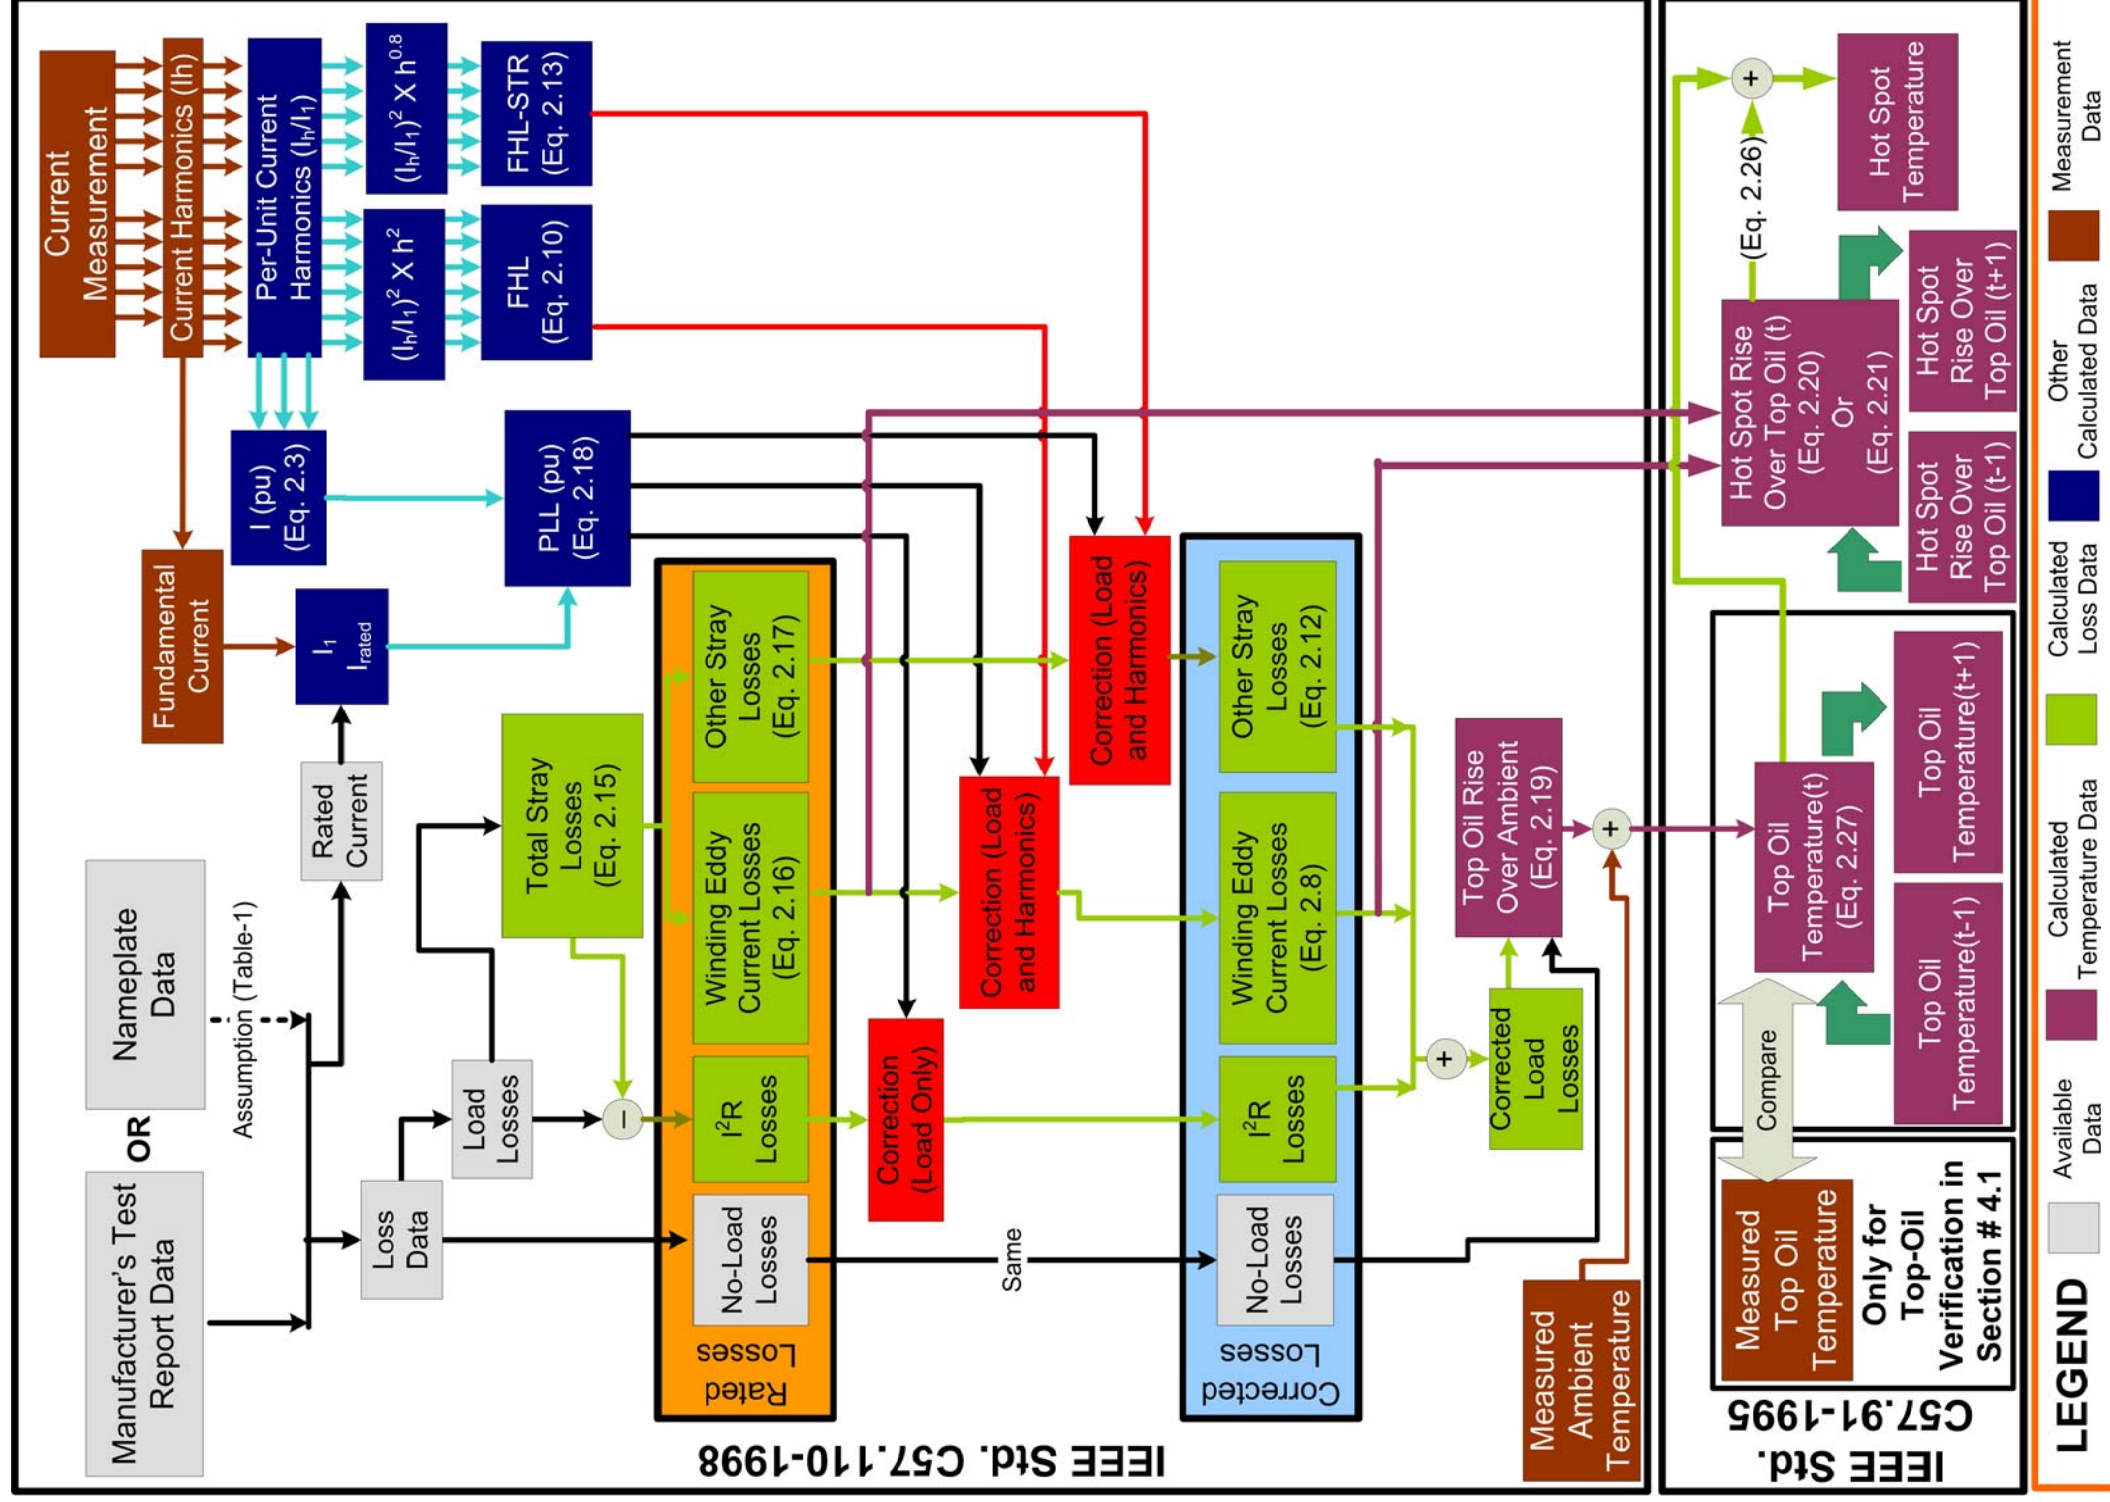 Manufacturer's Test
Report Data
OR
Nameplate
Data
Assumption (Table-1)
Rated
Current
Loss
Data
Load
Losses
Current
Measurement
Current Harmonics (Ih)
Per-Unit Current
Harmonics (Ih/I1)
(Ih/I1)2 X h2
(Ih/I1)2 X h0.8
FHL
(Eq. 2.10)
FHL-STR
(Eq. 2.13)
Fundamental
Current
I (pu)
(Eq. 2.3)
I1
Irated
PLL (pu)
(Eq. 2.18)
Total Stray
Losses
(Eq. 2.15)
−
Rated
Losses
No-Load
Losses
I2R
Losses
Winding Eddy
Current Losses
(Eq. 2.16)
Other Stray
Losses
(Eq. 2.17)
Correction
(Load Only)
Correction (Load
and Harmonics)
Correction (Load
and Harmonics)
Same
Corrected
Losses
No-Load
Losses
I2R
Losses
Winding Eddy
Current Losses
(Eq. 2.8)
Other Stray
Losses
(Eq. 2.12)
+
Corrected
Load
Losses
Top Oil Rise
Over Ambient
(Eq. 2.19)
+
Measured
Ambient
Temperature
IEEE Std. C57.110-1998
IEEE Std.
C57.91-1995
Measured
Top Oil
Temperature
Only for
Top-Oil
Verification in
Section # 4.1
Compare
Top Oil
Temperature(t)
(Eq. 2.27)
Top Oil
Temperature(t-1)
Top Oil
Temperature(t+1)
Hot Spot Rise
Over Top Oil (t)
(Eq. 2.20)
Or
(Eq. 2.21)
Hot Spot
Rise Over
Top Oil (t-1)
Hot Spot
Rise Over
Top Oil (t+1)
(Eq. 2.26)
+
Hot Spot
Temperature
LEGEND
Available
Data
Calculated
Temperature Data
Calculated
Loss Data
Other
Calculated Data
Measurement
Data